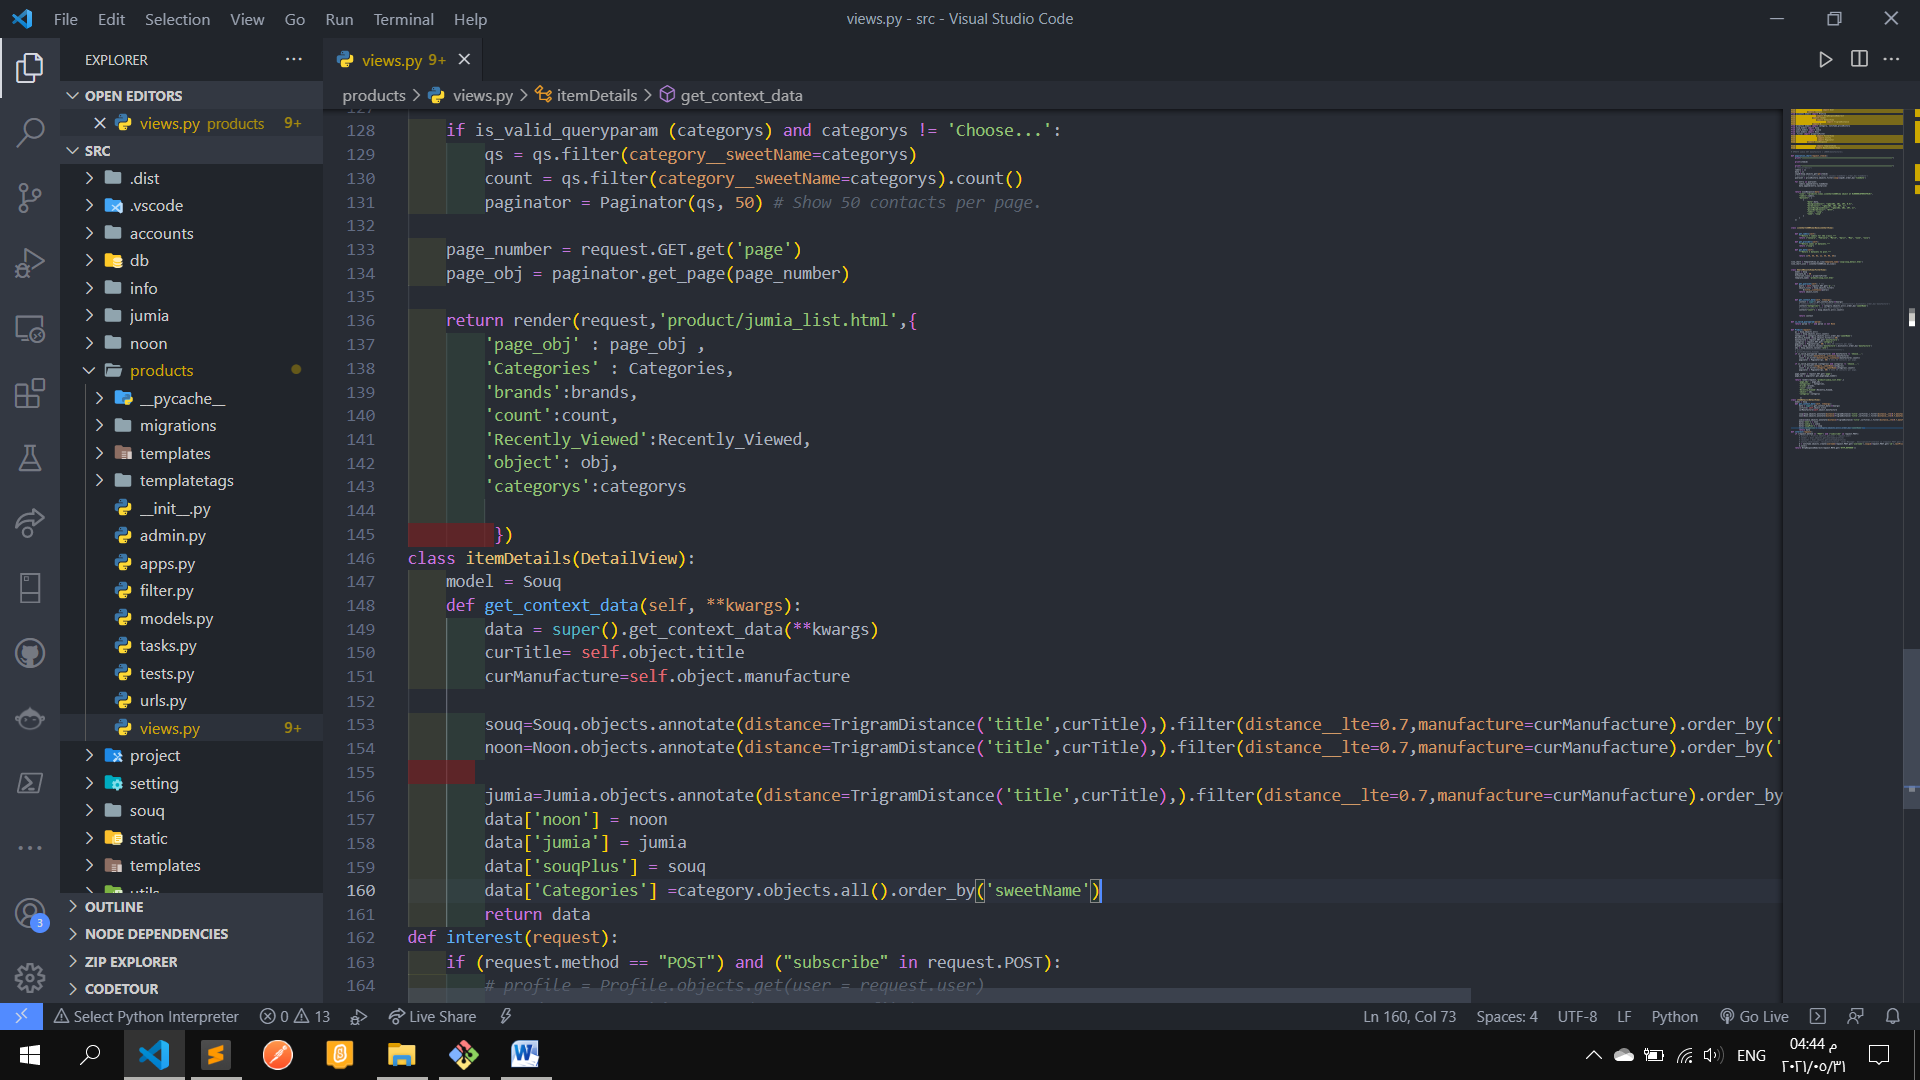 File Edit Selection View Go Run Terminal Help
views.py - src - Visual Studio Code
EXPLORER
views.py 9+
OPEN EDITORS
views.py products 9+
SRC
.dist
.vscode
accounts
db
info
jumia
noon
products
__pycache__
migrations
templates
templatetags
__init__.py
admin.py
apps.py
filter.py
models.py
tasks.py
tests.py
urls.py
views.py 9+
project
setting
souq
static
templates
utils
OUTLINE
NODE DEPENDENCIES
ZIP EXPLORER
CODETOUR
3
products > views.py > itemDetails > get_context_data
127
128 if is_valid_queryparam (categorys) and categorys != 'Choose...':
129 qs = qs.filter(category__sweetName=categorys)
130 count = qs.filter(category__sweetName=categorys).count()
131 paginator = Paginator(qs, 50) # Show 50 contacts per page.
132
133 page_number = request.GET.get('page')
134 page_obj = paginator.get_page(page_number)
135
136 return render(request,'product/jumia_list.html',{
137 'page_obj' : page_obj ,
138 'Categories' : Categories,
139 'brands':brands,
140 'count':count,
141 'Recently_Viewed':Recently_Viewed,
142 'object': obj,
143 'categorys':categorys
144
145 })
146 class itemDetails(DetailView):
147 model = Souq
148 def get_context_data(self, **kwargs):
149 data = super().get_context_data(**kwargs)
150 curTitle= self.object.title
151 curManufacture=self.object.manufacture
152
153 souq=Souq.objects.annotate(distance=TrigramDistance('title',curTitle),).filter(distance__lte=0.7,manufacture=curManufacture).order_by('
154 noon=Noon.objects.annotate(distance=TrigramDistance('title',curTitle),).filter(distance__lte=0.7,manufacture=curManufacture).order_by('
155
156 jumia=Jumia.objects.annotate(distance=TrigramDistance('title',curTitle),).filter(distance__lte=0.7,manufacture=curManufacture).order_by
157 data['noon'] = noon
158 data['jumia'] = jumia
159 data['souqPlus'] = souq
160 data['Categories'] =category.objects.all().order_by('sweetName')
161 return data
162 def interest(request):
163 if (request.method == "POST") and ("subscribe" in request.POST):
164 # profile = Profile.objects.get(user = request.user)
Select Python Interpreter 0 13 Live Share
Ln 160, Col 73 Spaces: 4 UTF-8 LF Python Go Live
ENG
04:44 م
٢٠٢١/٠٥/٣١